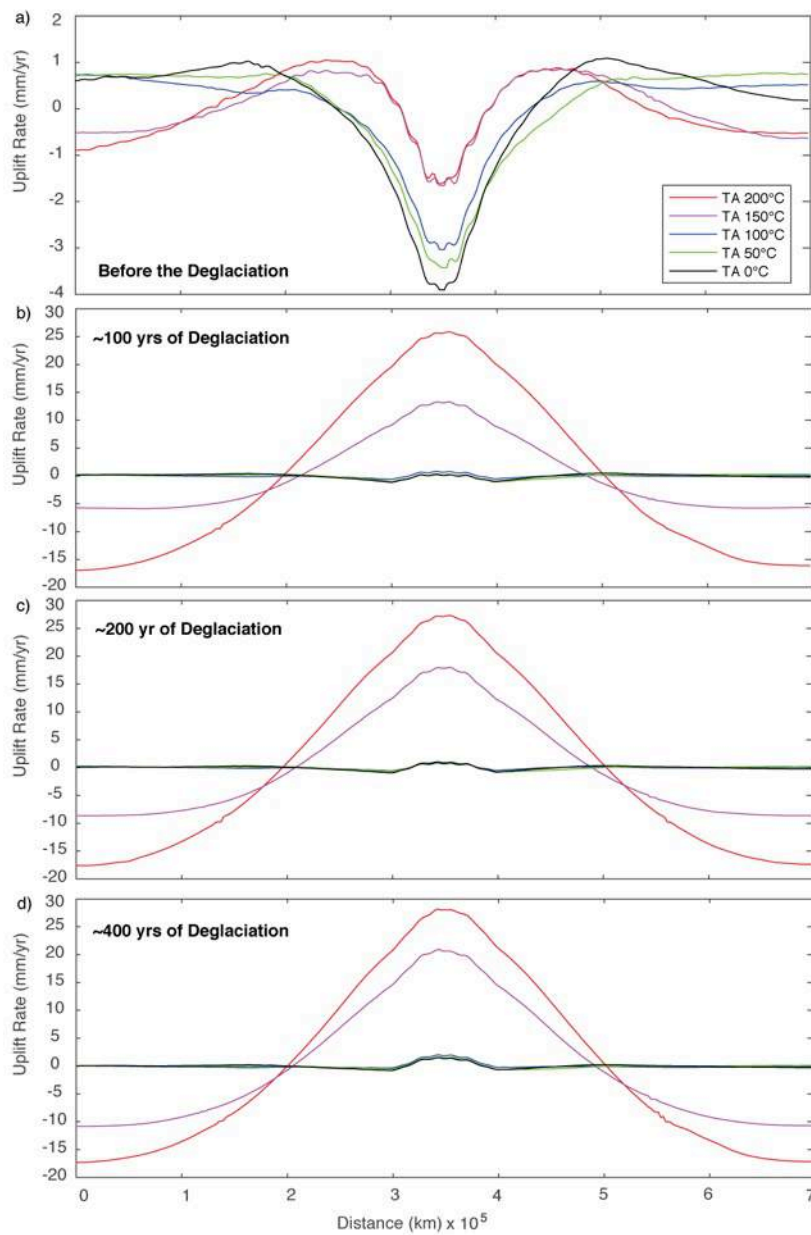 a)
2
1
0
-1
-2
-3
-4
Uplift Rate (mm/yr)
Before the Deglaciation
TA 200°C
TA 150°C
TA 100°C
TA 50°C
TA 0°C
b)
30
25
20
15
10
5
0
-5
-10
-15
-20
Uplift Rate (mm/yr)
~100 yrs of Deglaciation
c)
30
25
20
15
10
5
0
-5
-10
-15
-20
Uplift Rate (mm/yr)
~200 yr of Deglaciation
d)
30
25
20
15
10
5
0
-5
-10
-15
-20
Uplift Rate (mm/yr)
~400 yrs of Deglaciation
0 1 2 3 4 5 6 7
Distance (km) x 10⁵